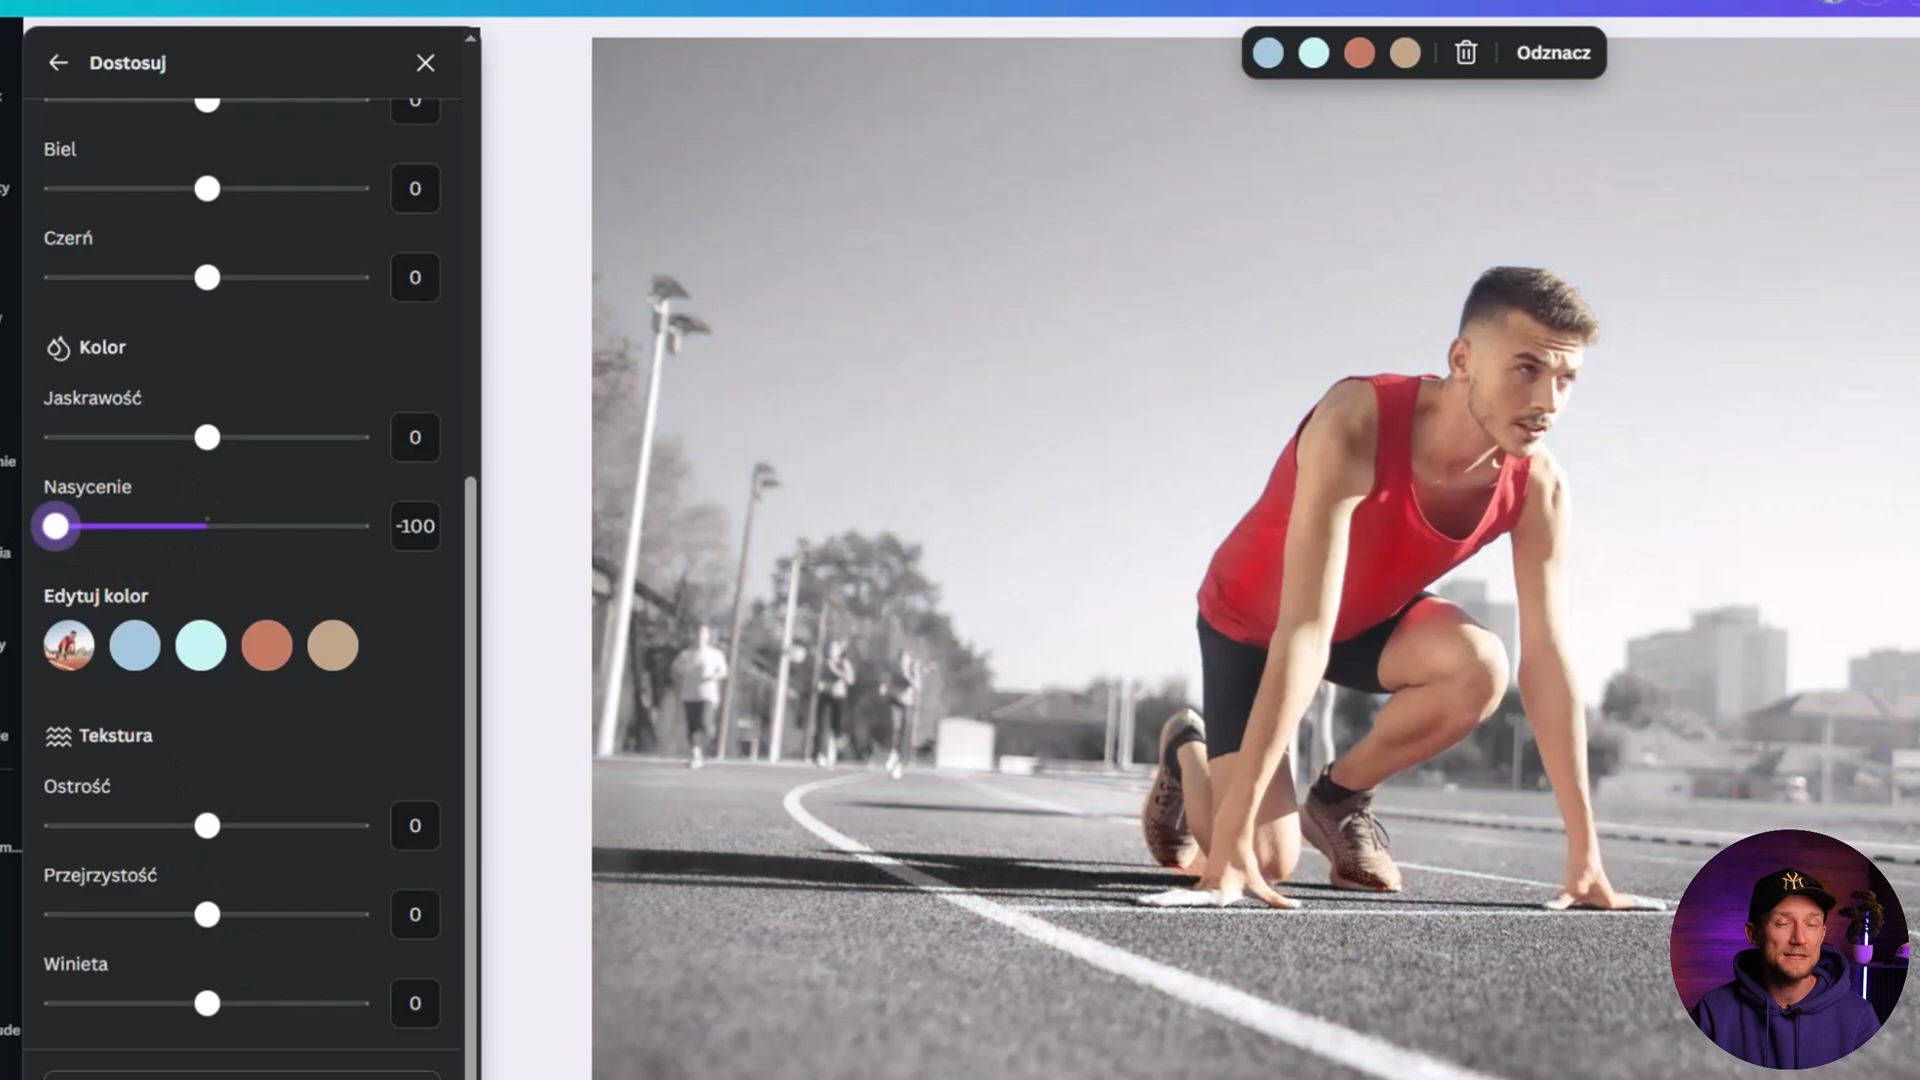 Dostosuj
Odznacz
0
Biel
0
Czerń
0
Kolor
Jaskrawość
0
Nasycenie
-100
Edytuj kolor
Tekstura
Ostrość
0
Przejrzystość
0
Winieta
0